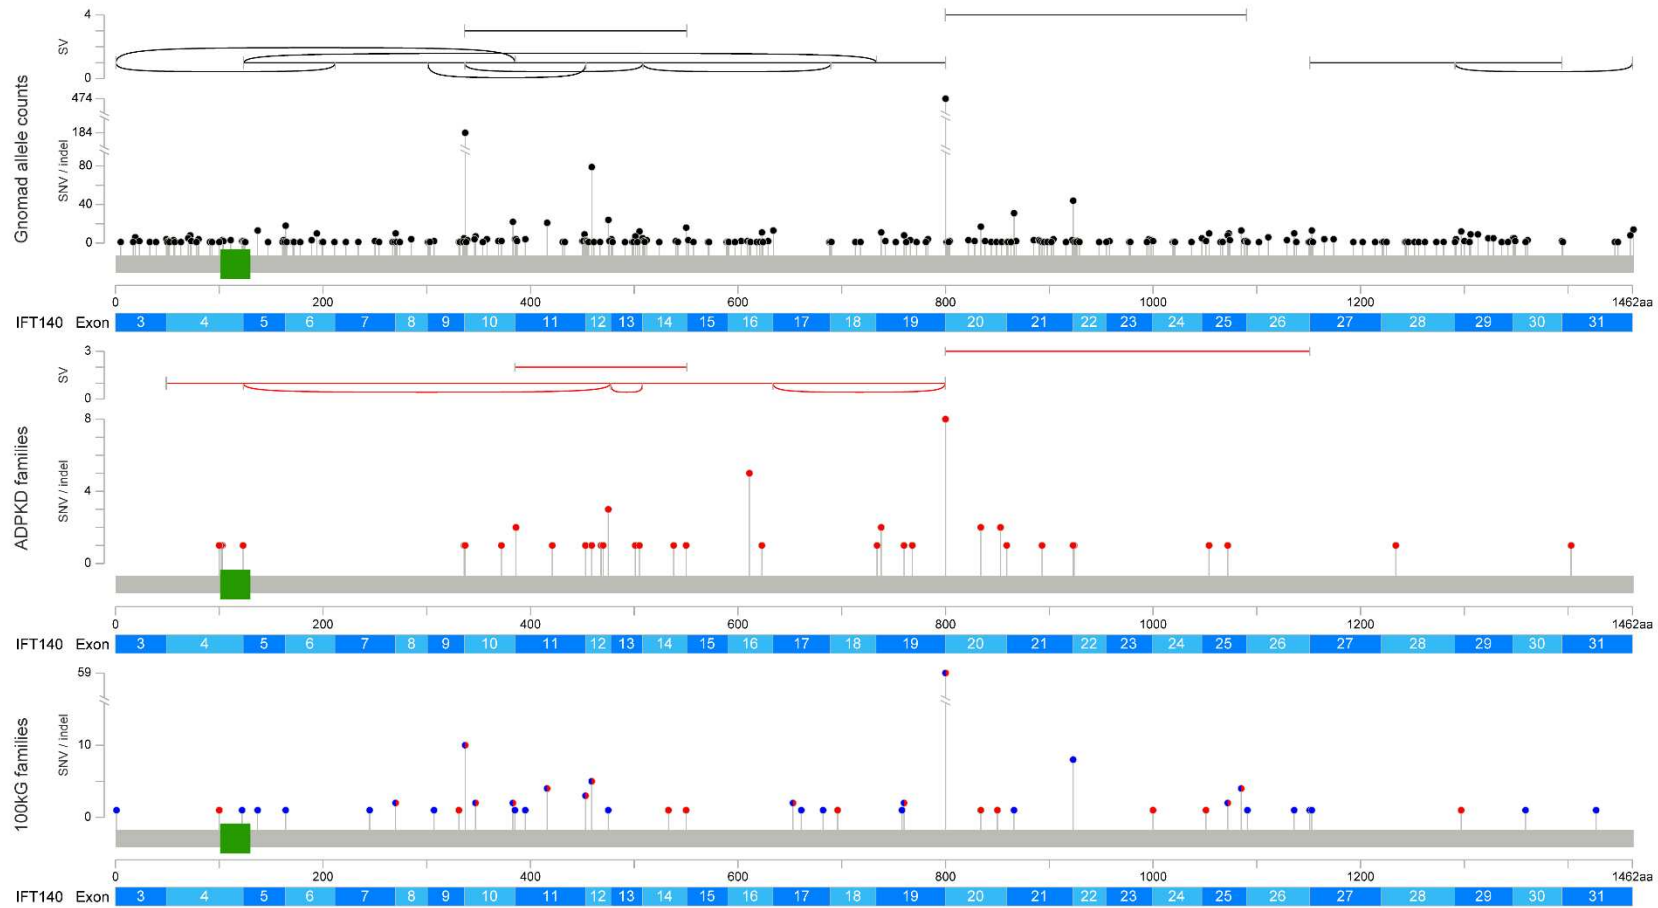 Gnomad allele counts
SV
4
0
SNV / indel
474
184
80
40
0
0 200 400 600 800 1000 1200 1462aa
IFT140 Exon 3 4 5 6 7 8 9 10 11 12 13 14 15 16 17 18 19 20 21 22 23 24 25 26 27 28 29 30 31
ADPKD families
SV
3
0
SNV / indel
8
4
0
0 200 400 600 800 1000 1200 1462aa
IFT140 Exon 3 4 5 6 7 8 9 10 11 12 13 14 15 16 17 18 19 20 21 22 23 24 25 26 27 28 29 30 31
100kG families
SNV / indel
59
10
0
0 200 400 600 800 1000 1200 1462aa
IFT140 Exon 3 4 5 6 7 8 9 10 11 12 13 14 15 16 17 18 19 20 21 22 23 24 25 26 27 28 29 30 31